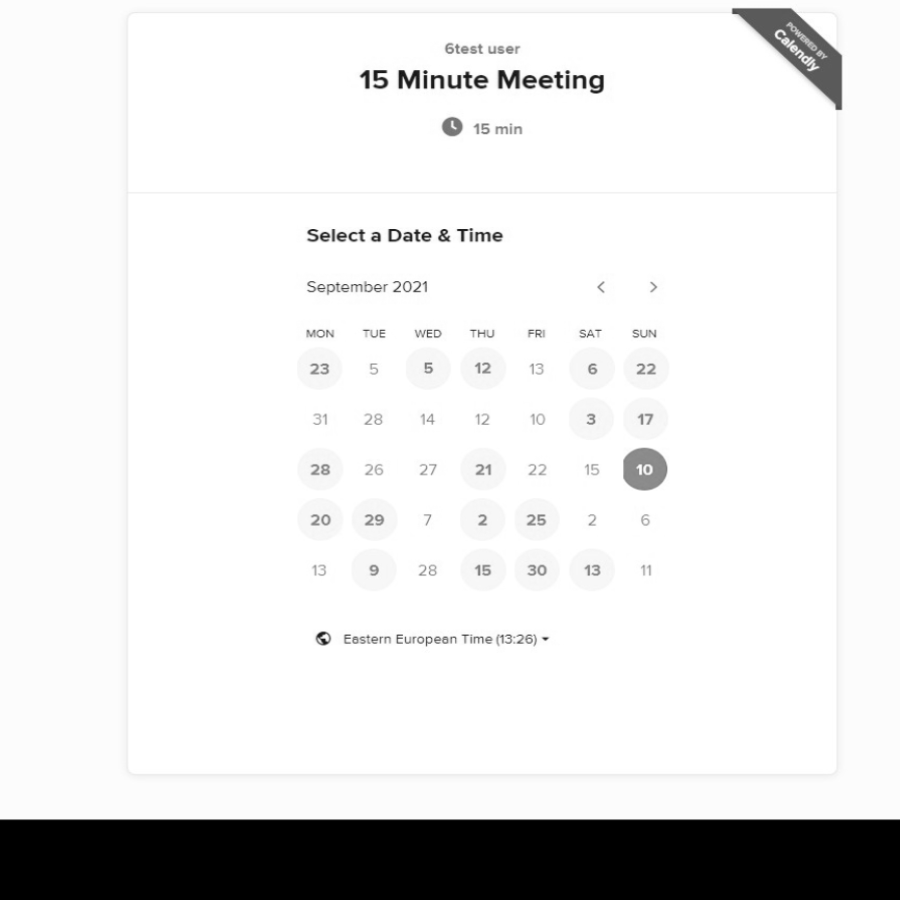 6test user
POWERED BY
Calendly
15 Minute Meeting
15 min
Select a Date & Time
September 2021
MON TUE WED THU FRI SAT SUN
23 5 5 12 13 6 22
31 28 14 12 10 3 17
28 26 27 21 22 15 10
20 29 7 2 25 2 6
13 9 28 15 30 13 11
Eastern European Time (13:26)